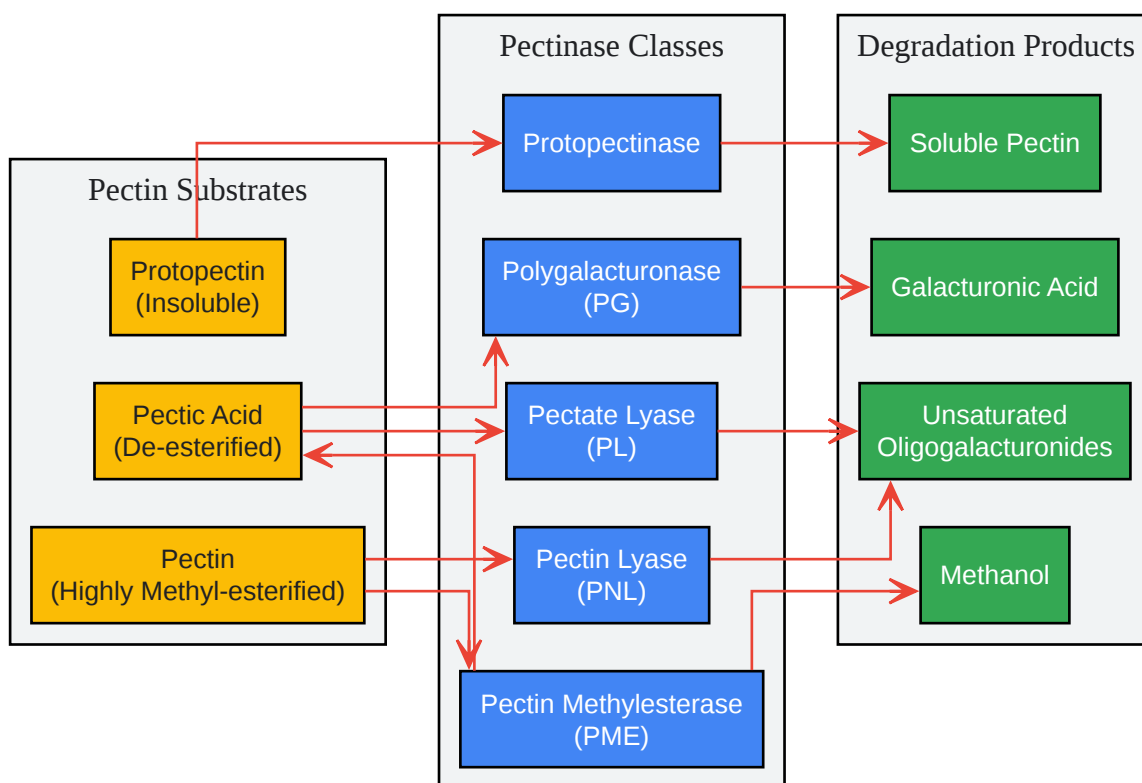 Pectin Substrates
Protopectin
(Insoluble)
Pectic Acid
(De-esterified)
Pectin
(Highly Methyl-esterified)
Pectinase Classes
Protopectinase
Polygalacturonase
(PG)
Pectate Lyase
(PL)
Pectin Lyase
(PNL)
Pectin Methylesterase
(PME)
Degradation Products
Soluble Pectin
Galacturonic Acid
Unsaturated
Oligogalacturonides
Methanol